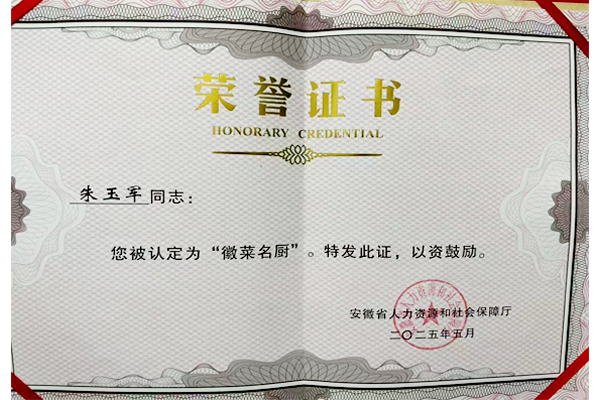 荣誉证书
HONORARY CREDENTIAL
朱玉军同志：
您被认定为“徽菜名厨”。特发此证，以资鼓励。
安徽省人力资源和社会保障厅
二〇二五年五月